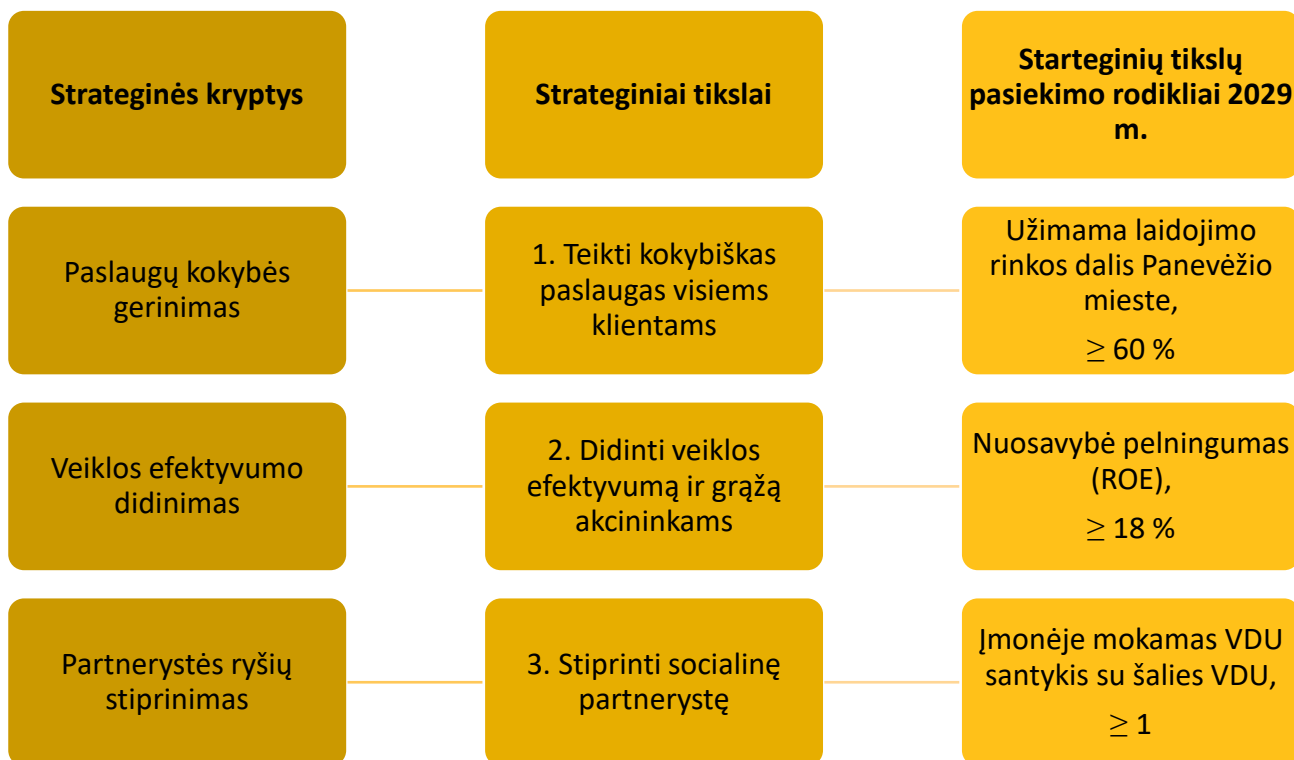 Strateginės kryptys
Strateginiai tikslai
Starteginių tikslų
pasiekimo rodikliai 2029
m.
Paslaugų kokybės
gerinimas
1. Teikti kokybiškas
paslaugas visiems
klientams
Užimama laidojimo
rinkos dalis Panevėžio
mieste,
≥ 60 %
Veiklos efektyvumo
didinimas
2. Didinti veiklos
efektyvumą ir grąžą
akcininkams
Nuosavybė pelningumas
(ROE),
≥ 18 %
Partnerystės ryšių
stiprinimas
3. Stiprinti socialinę
partnerystę
Įmonėje mokamas VDU
santykis su šalies VDU,
≥ 1